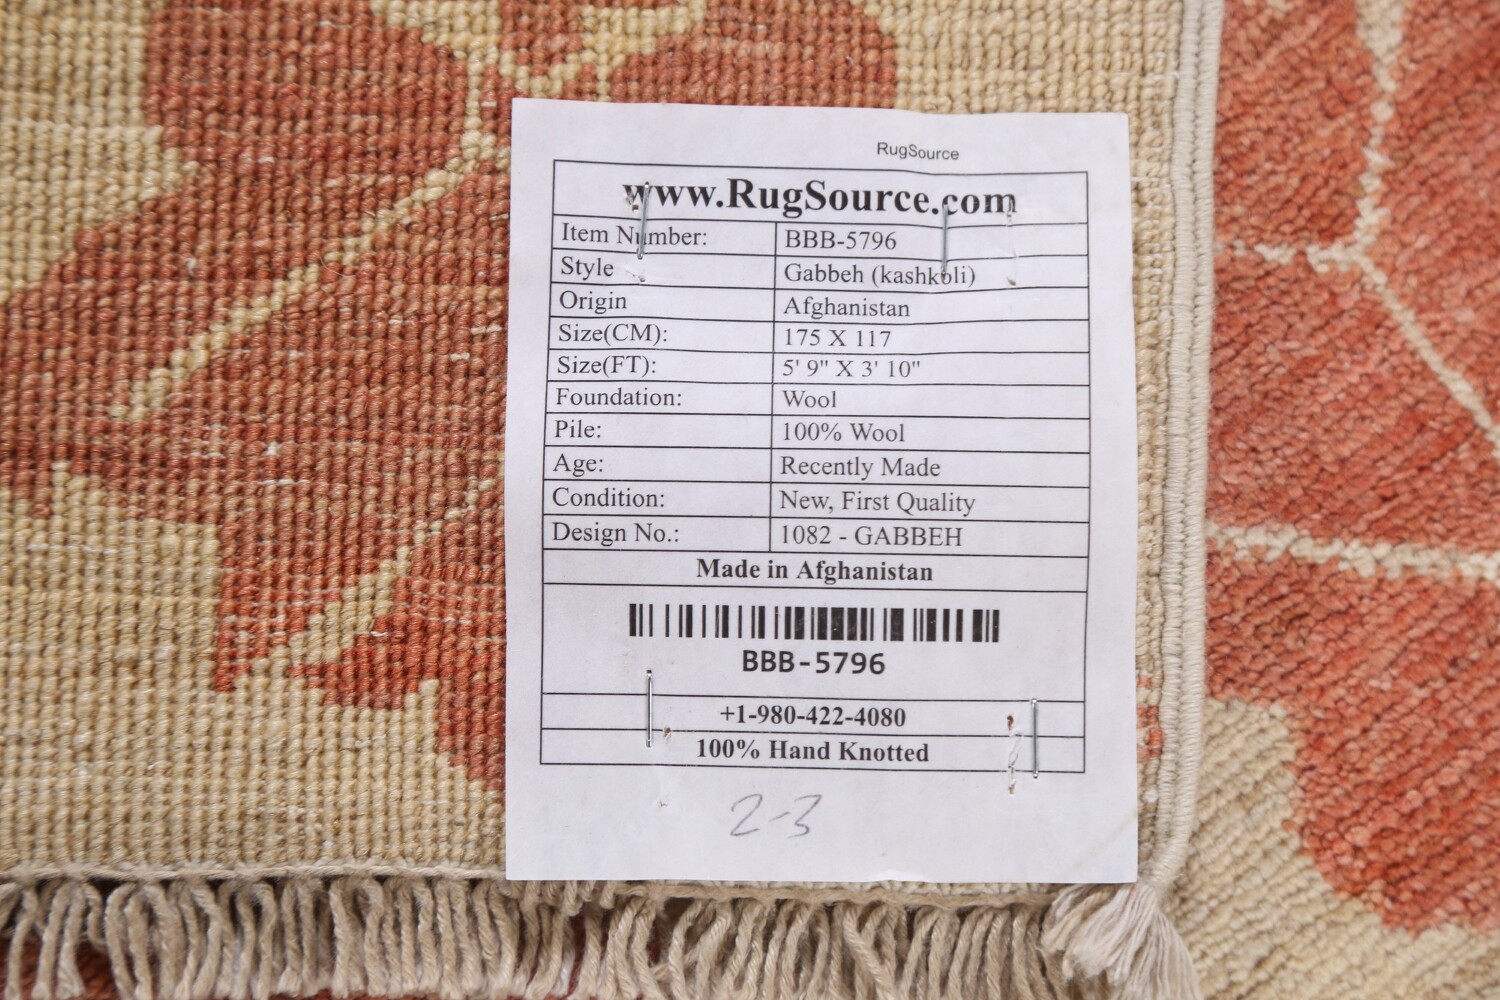 RugSource
www.RugSource.com
Item Number: BBB-5796
Style Gabbeh (kashkoli)
Origin Afghanistan
Size(CM): 175 X 117
Size(FT): 5' 9" X 3' 10"
Foundation: Wool
Pile: 100% Wool
Age: Recently Made
Condition: New, First Quality
Design No.: 1082 - GABBEH
Made in Afghanistan
BBB-5796
+1-980-422-4080
100% Hand Knotted
2-3